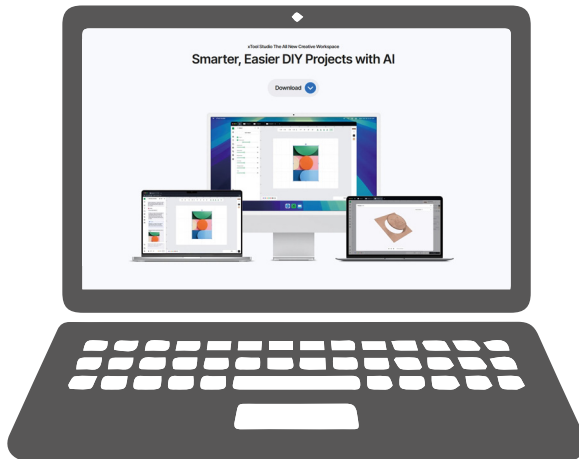 xTool Studio The All New Creative Workspace
Smarter, Easier DIY Projects with AI
Download